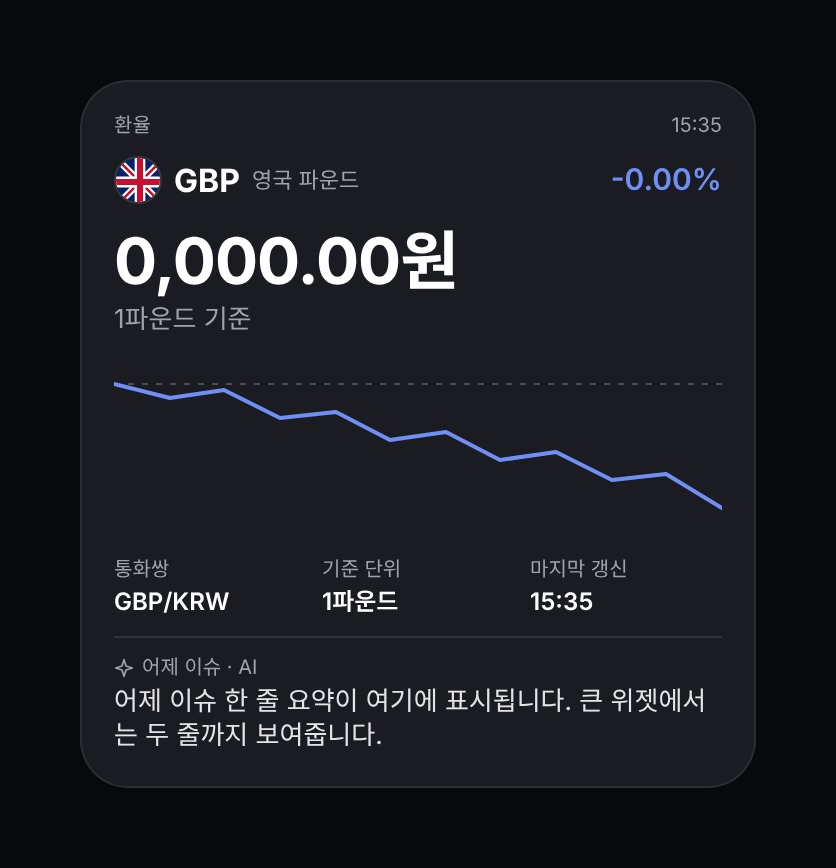 환율 15:35
GBP 영국 파운드 -0.00%
0,000.00원
1파운드 기준
통화쌍 기준 단위 마지막 갱신
GBP/KRW 1파운드 15:35
어제 이슈 · AI
어제 이슈 한 줄 요약이 여기에 표시됩니다. 큰 위젯에서
는 두 줄까지 보여줍니다.